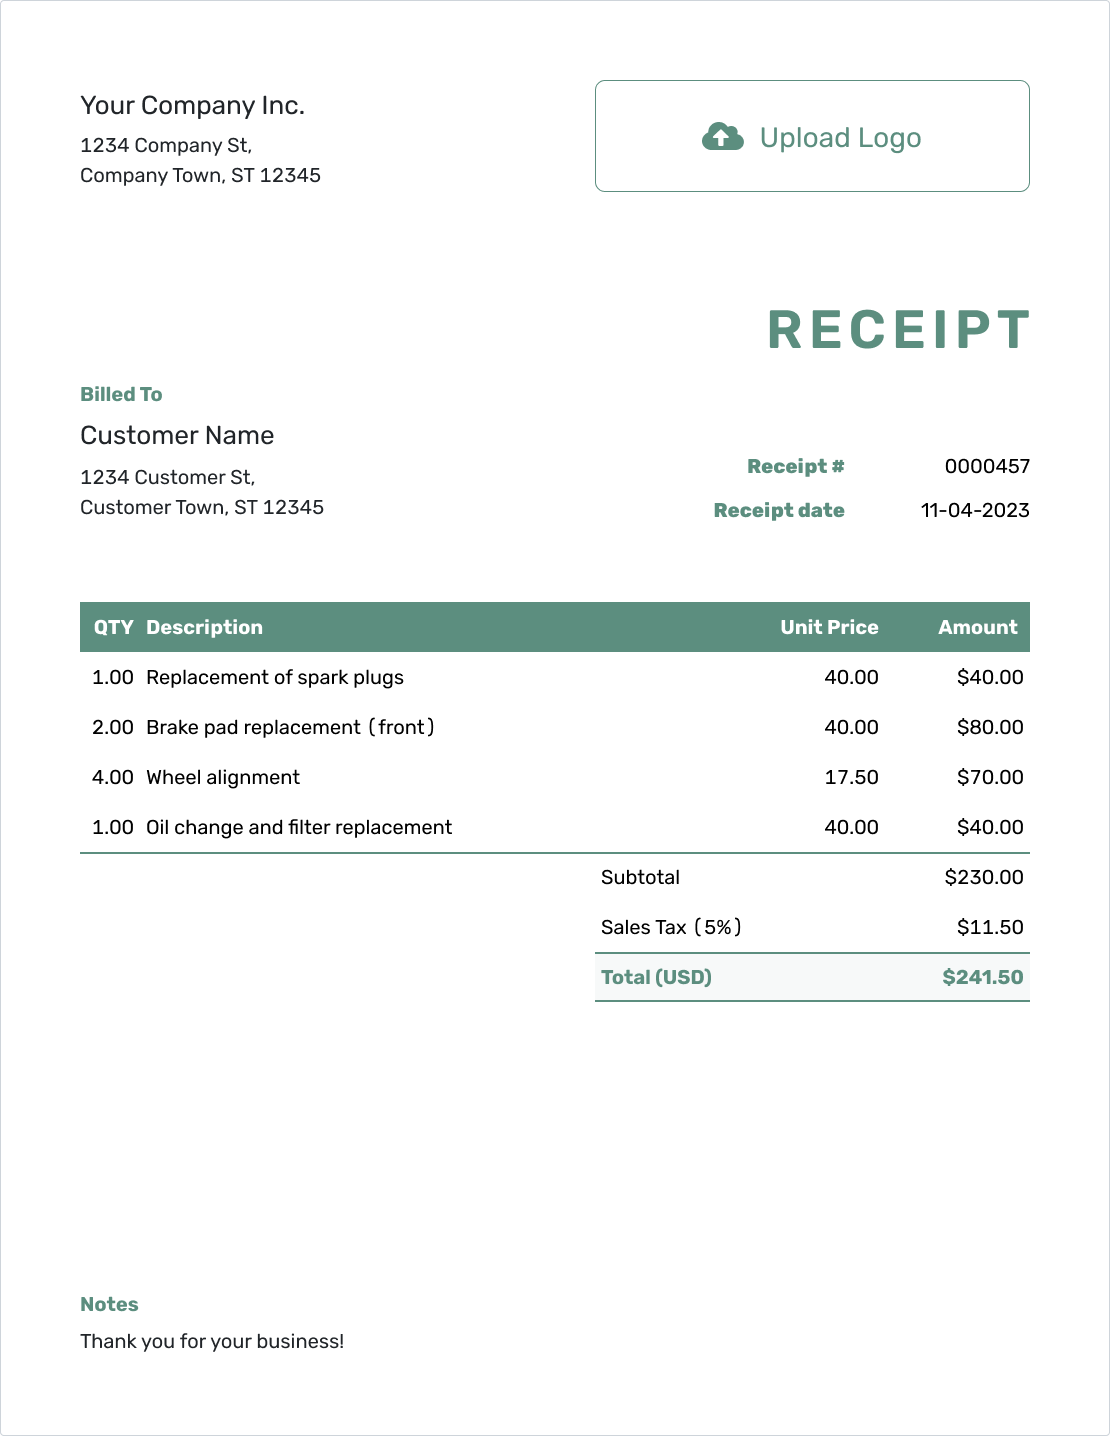 Your Company Inc.
1234 Company St,
Company Town, ST 12345
Upload Logo
RECEIPT
Billed To
Customer Name
1234 Customer St,
Customer Town, ST 12345
Receipt # 0000457
Receipt date 11-04-2023
QTY Description Unit Price Amount
1.00 Replacement of spark plugs 40.00 $40.00
2.00 Brake pad replacement (front) 40.00 $80.00
4.00 Wheel alignment 17.50 $70.00
1.00 Oil change and filter replacement 40.00 $40.00
Subtotal $230.00
Sales Tax (5%) $11.50
Total (USD) $241.50
Notes
Thank you for your business!